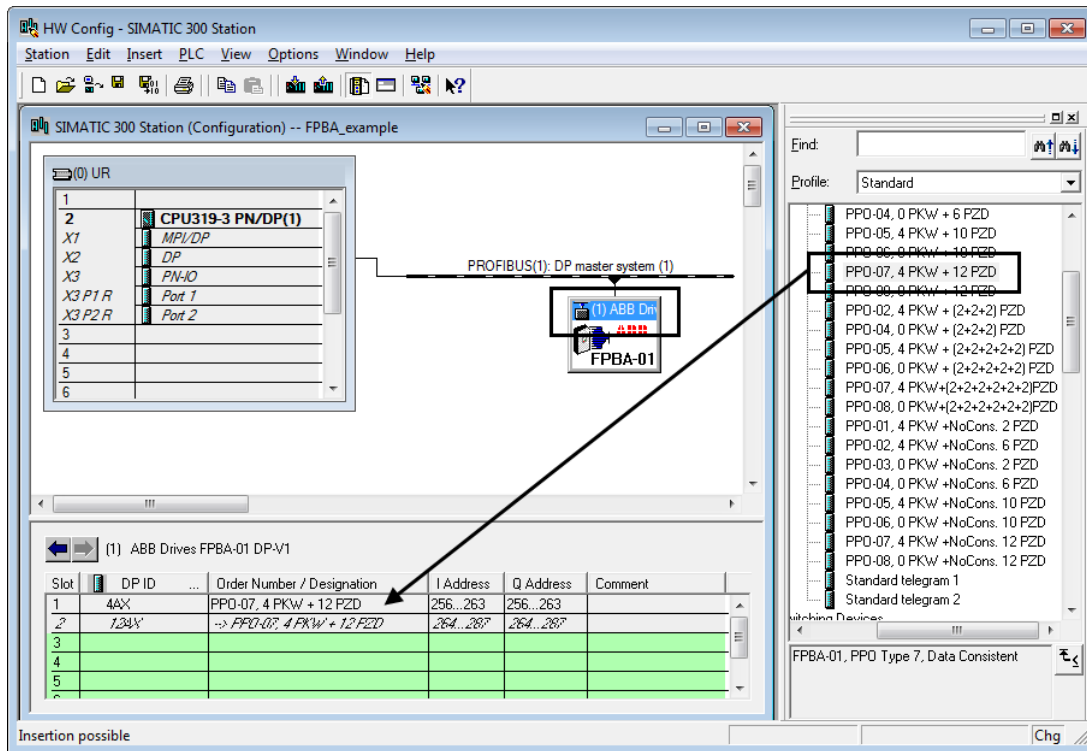 HW Config - SIMATIC 300 Station
Station Edit Insert PLC View Options Window Help
SIMATIC 300 Station (Configuration) -- FPBA_example
(0) UR
1
2 CPU319-3 PN/DP(1)
X1 MPI/DP
X2 DP
X3 PN-IO
X3 P1 R Port 1
X3 P2 R Port 2
3
4
5
6
PROFIBUS(1): DP master system (1)
(1) ABB Driv
ABB
FPBA-01
(1) ABB Drives FPBA-01 DP-V1
Slot DP ID ... Order Number / Designation I Address Q Address Comment
1 4AX PPO-07, 4 PKW + 12 PZD 256...263 256...263
2 12AX --> PPO-07, 4 PKW + 12 PZD 264...287 264...287
3
4
5
6
Find:
Profile: Standard
PPO-04, 0 PKW + 6 PZD
PPO-05, 4 PKW + 10 PZD
PPO-06, 0 PKW + 10 PZD
PPO-07, 4 PKW + 12 PZD
PPO-08, 0 PKW + 12 PZD
PPO-02, 4 PKW + (2+2+2) PZD
PPO-04, 0 PKW + (2+2+2) PZD
PPO-05, 4 PKW + (2+2+2+2+2) PZD
PPO-06, 0 PKW + (2+2+2+2+2) PZD
PPO-07, 4 PKW+(2+2+2+2+2+2)PZD
PPO-08, 0 PKW+(2+2+2+2+2+2)PZD
PPO-01, 4 PKW +NoCons. 2 PZD
PPO-02, 4 PKW +NoCons. 6 PZD
PPO-03, 0 PKW +NoCons. 2 PZD
PPO-04, 0 PKW +NoCons. 6 PZD
PPO-05, 4 PKW +NoCons. 10 PZD
PPO-06, 0 PKW +NoCons. 10 PZD
PPO-07, 4 PKW +NoCons. 12 PZD
PPO-08, 0 PKW +NoCons. 12 PZD
Standard telegram 1
Standard telegram 2
witching Devices
FPBA-01, PPO Type 7, Data Consistent
Insertion possible
Chg